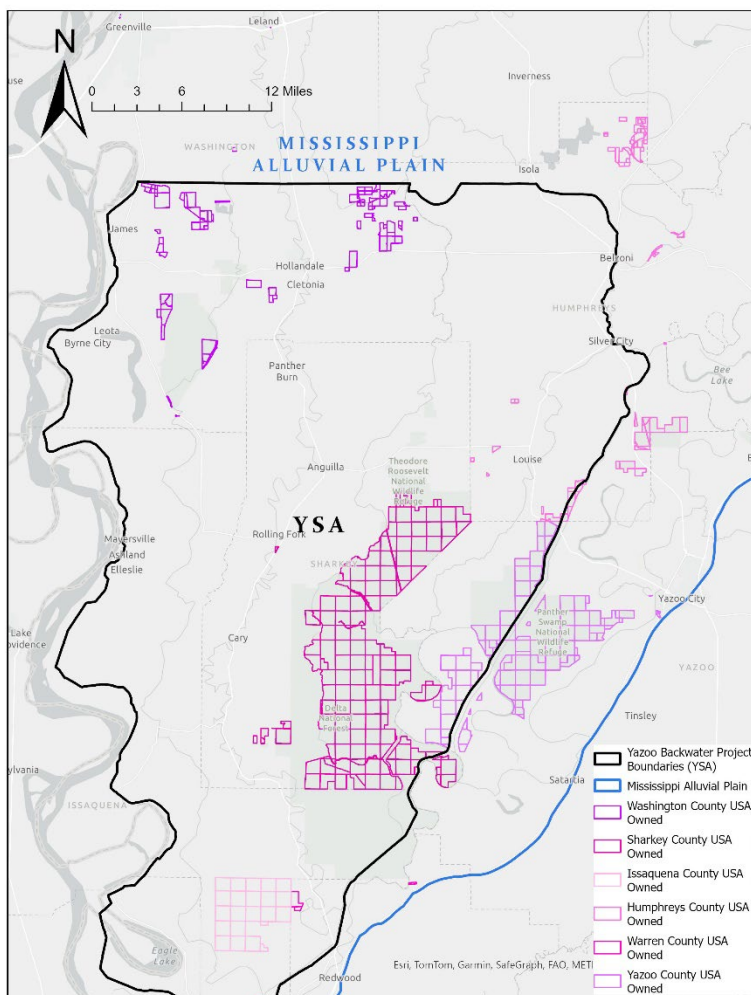 Greenville
Leland
N
0 3 6 12 Miles
Inverness
WASHINGTON
MISSISSIPPI
ALLUVIAL PLAIN
Isola
James
Belzoni
Hollandale
Cletonia
HUMPHREYS
Leota
Byrne City
Silver City
Panther
Burn
Bee
Lake
Louise
Anguilla
Theodore
Roosevelt
National
Wildlife
Refuge
YSA
Rolling Fork
Mayersville
Ashland
Elleslie
SHARKEY
Yazoo City
Lake
Providence
Cary
Panther
Swamp
National
Wildlife
Refuge
YAZOO
Delta
National
Forest
Tinsley
Satartia
ISSAQUENA
Yazoo Backwater Project
Boundaries (YSA)
Mississippi Alluvial Plain
Washington County USA
Owned
Sharkey County USA
Owned
Issaquena County USA
Owned
Humphreys County USA
Owned
Warren County USA
Owned
Yazoo County USA
Owned
Eagle
Lake
Redwood
Esri, TomTom, Garmin, SafeGraph, FAO, METI